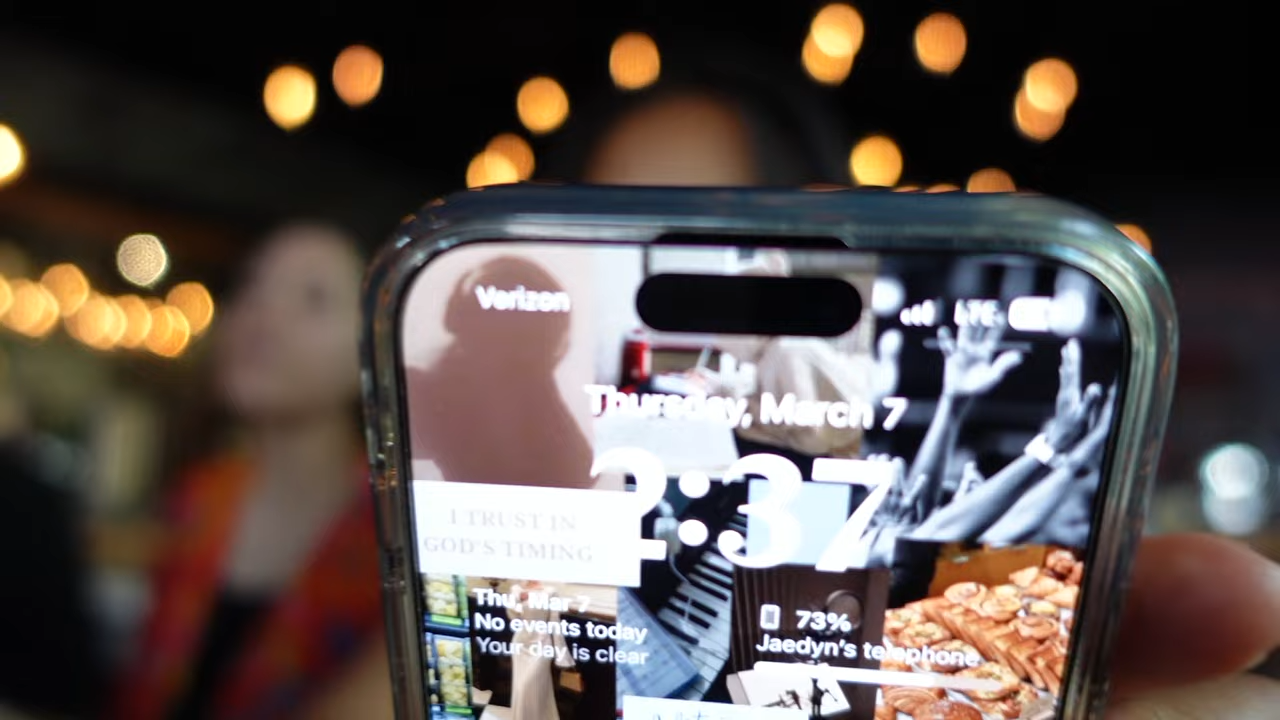 Verizon
LTE
Thursday, March 7
2:37
I TRUST IN
GOD'S TIMING
Thu, Mar 7
No events today
Your day is clear
73%
Jaedyn's telephone